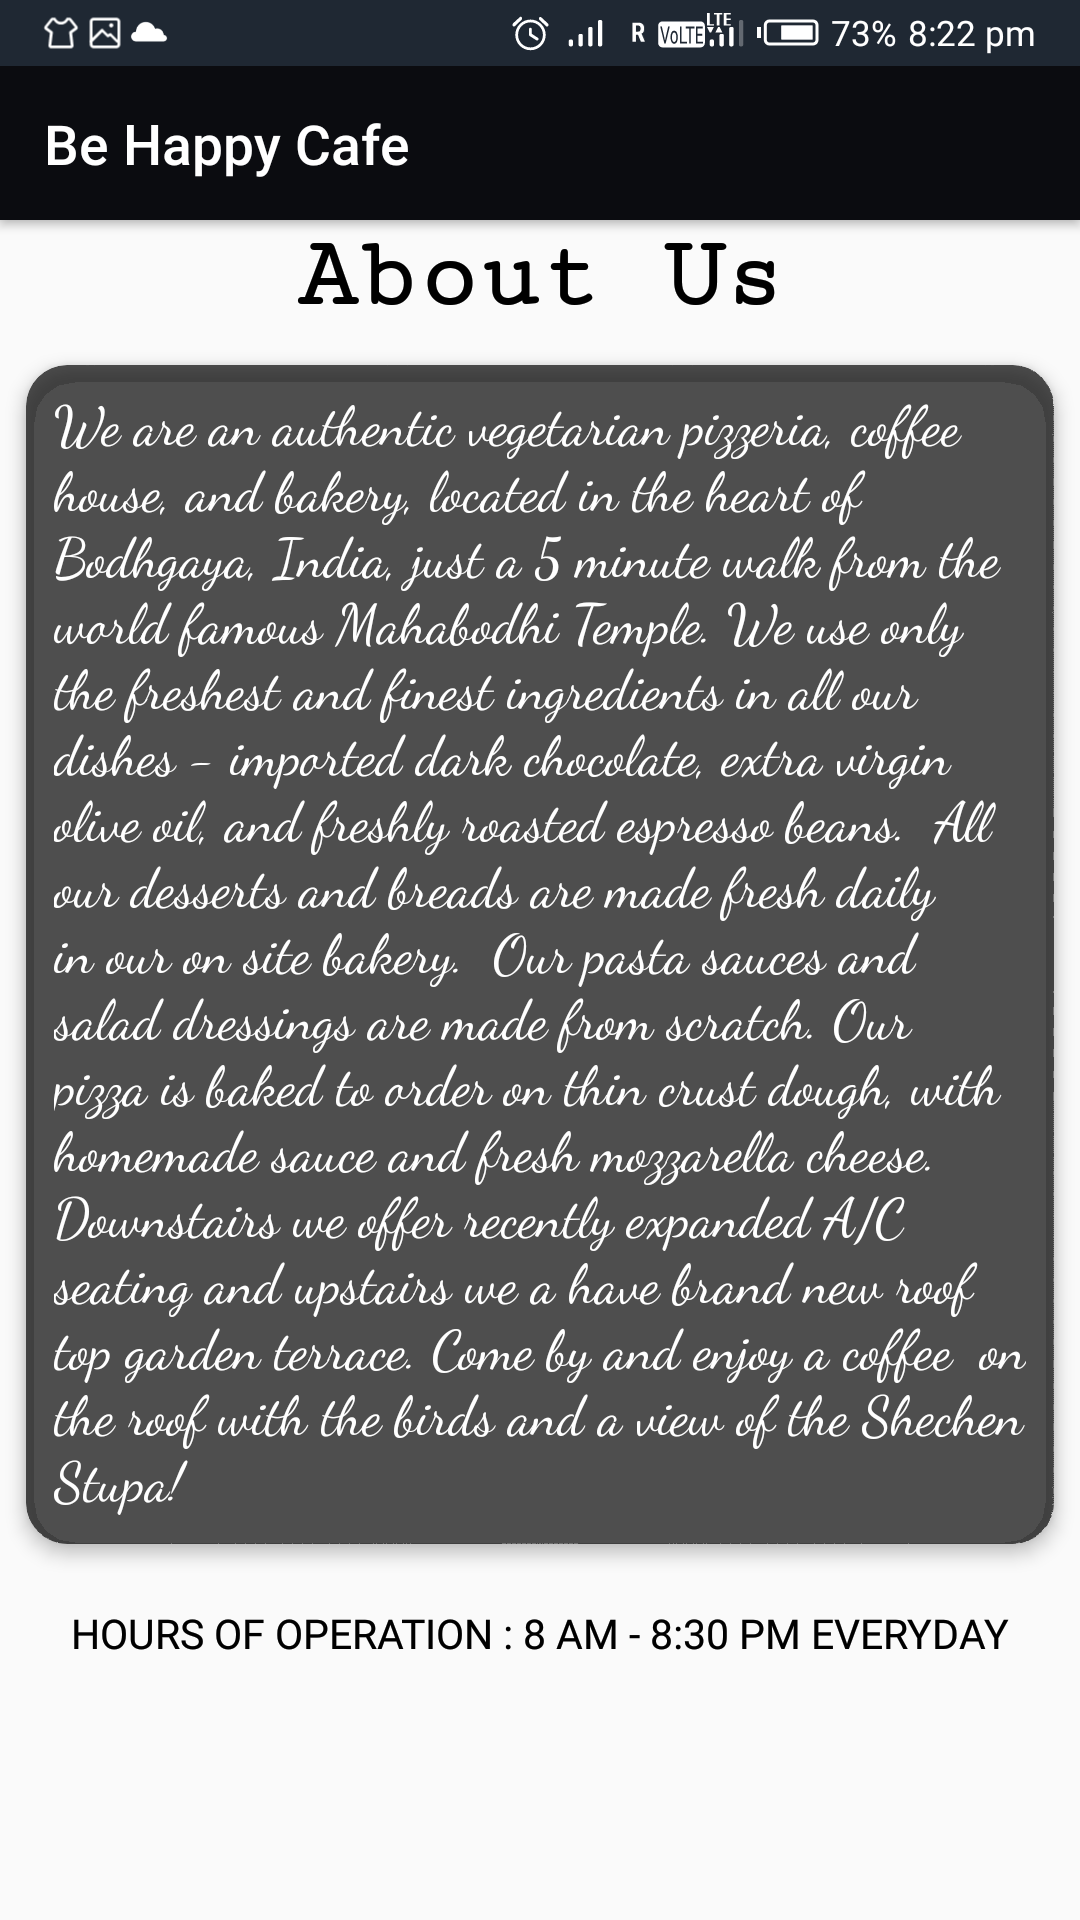 R VoLTE LTE 73% 8:22 pm
Be Happy Cafe
About Us
We are an authentic vegetarian pizzeria, coffee
house, and bakery, located in the heart of
Bodhgaya, India, just a 5 minute walk from the
world famous Mahabodhi Temple. We use only
the freshest and finest ingredients in all our
dishes - imported dark chocolate, extra virgin
olive oil, and freshly roasted espresso beans.  All
our desserts and breads are made fresh daily
in our on site bakery.  Our pasta sauces and
salad dressings are made from scratch. Our
pizza is baked to order on thin crust dough, with
homemade sauce and fresh mozzarella cheese.
Downstairs we offer recently expanded A/C
seating and upstairs we a have brand new roof
top garden terrace. Come by and enjoy a coffee  on
the roof with the birds and a view of the Shechen
Stupa!
HOURS OF OPERATION : 8 AM - 8:30 PM EVERYDAY